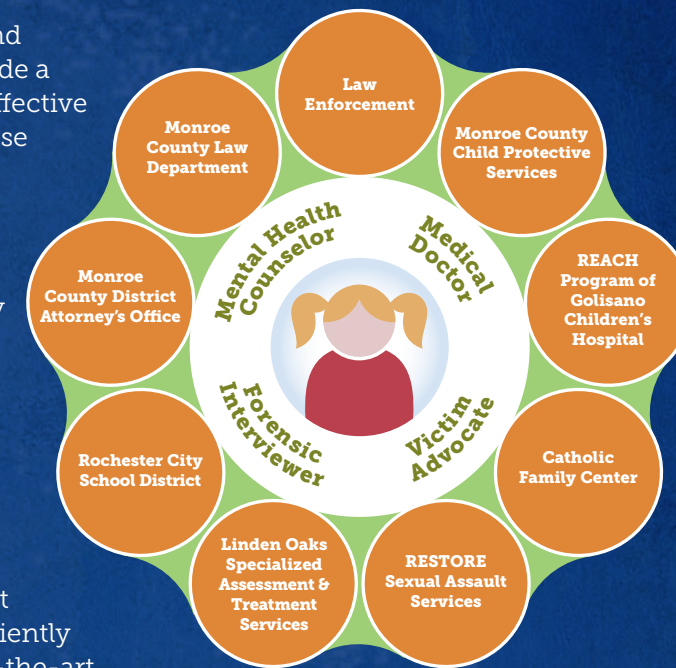 nd
de a
ffective
se
y
t
iently
-the-art
Law
Enforcement
Monroe County
Child Protective
Services
REACH
Program of
Golisano
Children's
Hospital
Catholic
Family Center
RESTORE
Sexual Assault
Services
Linden Oaks
Specialized
Assessment &
Treatment
Services
Rochester City
School District
Monroe
County District
Attorney's Office
Monroe
County Law
Department
Mental Health
Counselor
Medical
Doctor
Victim
Advocate
Forensic
Interviewer